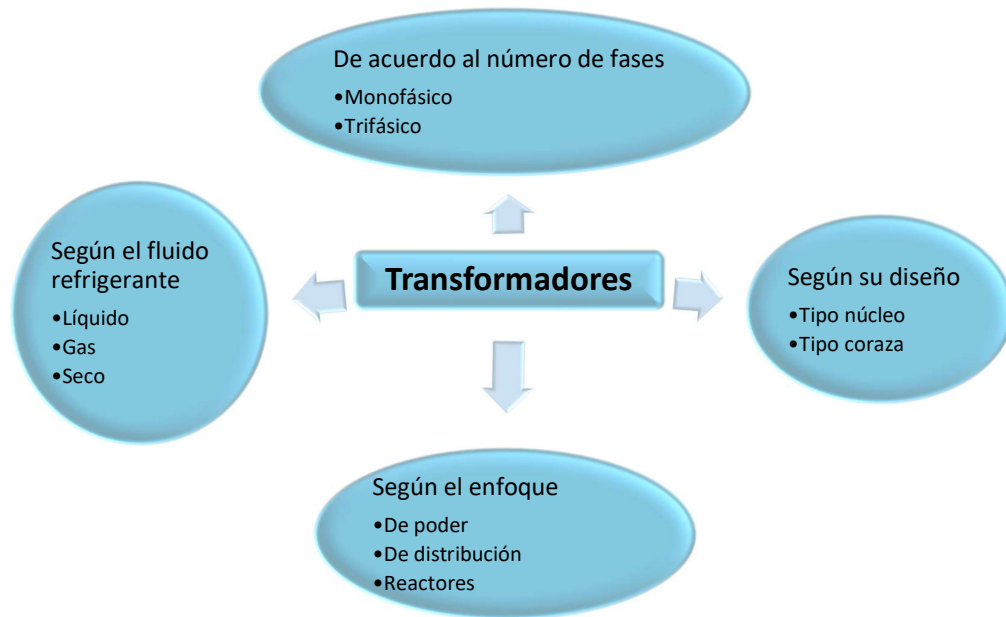 De acuerdo al número de fases
•Monofásico
•Trifásico
Según el fluido
refrigerante
•Líquido
•Gas
•Seco
Transformadores
Según su diseño
•Tipo núcleo
•Tipo coraza
Según el enfoque
•De poder
•De distribución
•Reactores